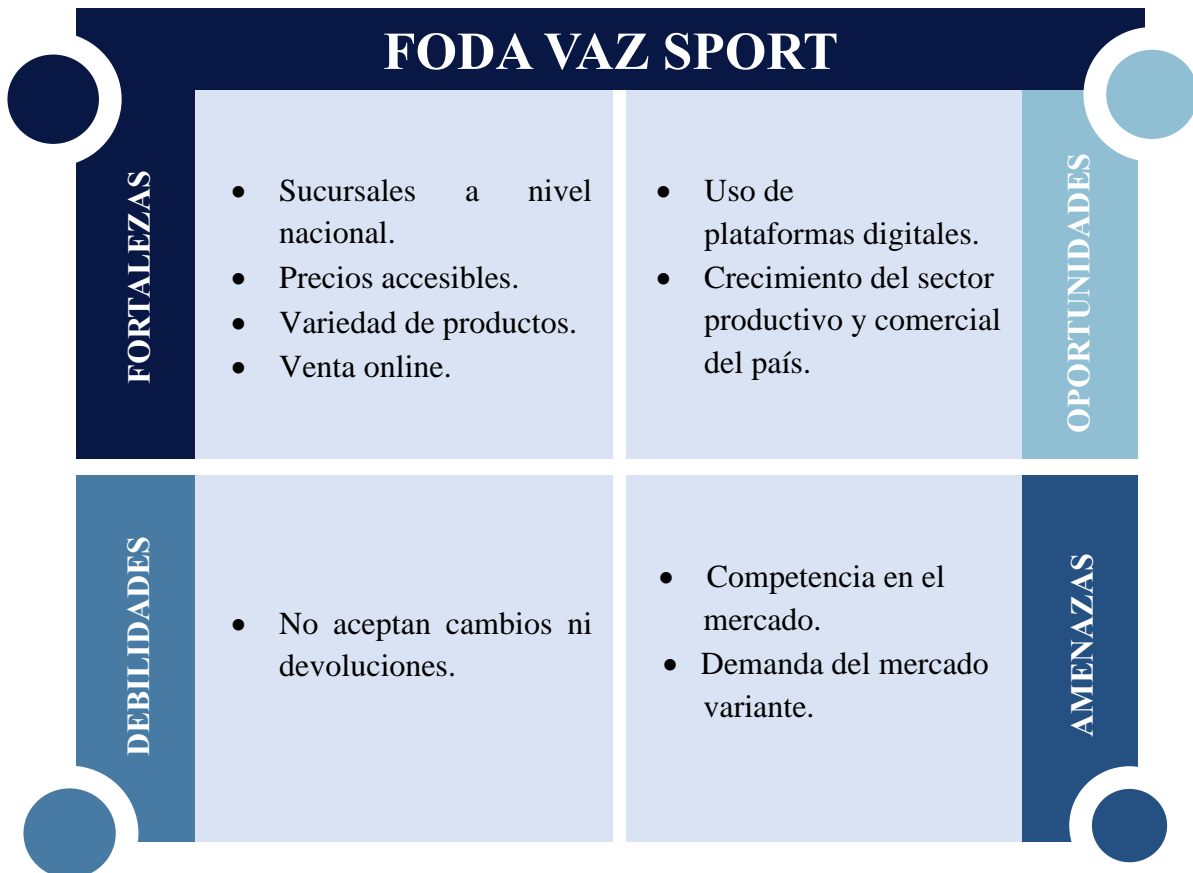 FODA VAZ SPORT
FORTALEZAS
• Sucursales a nivel
nacional.
• Precios accesibles.
• Variedad de productos.
• Venta online.
• Uso de
plataformas digitales.
• Crecimiento del sector
productivo y comercial
del país.
OPORTUNIDADES
DEBILIDADES
• No aceptan cambios ni
devoluciones.
• Competencia en el
mercado.
• Demanda del mercado
variante.
AMENAZAS